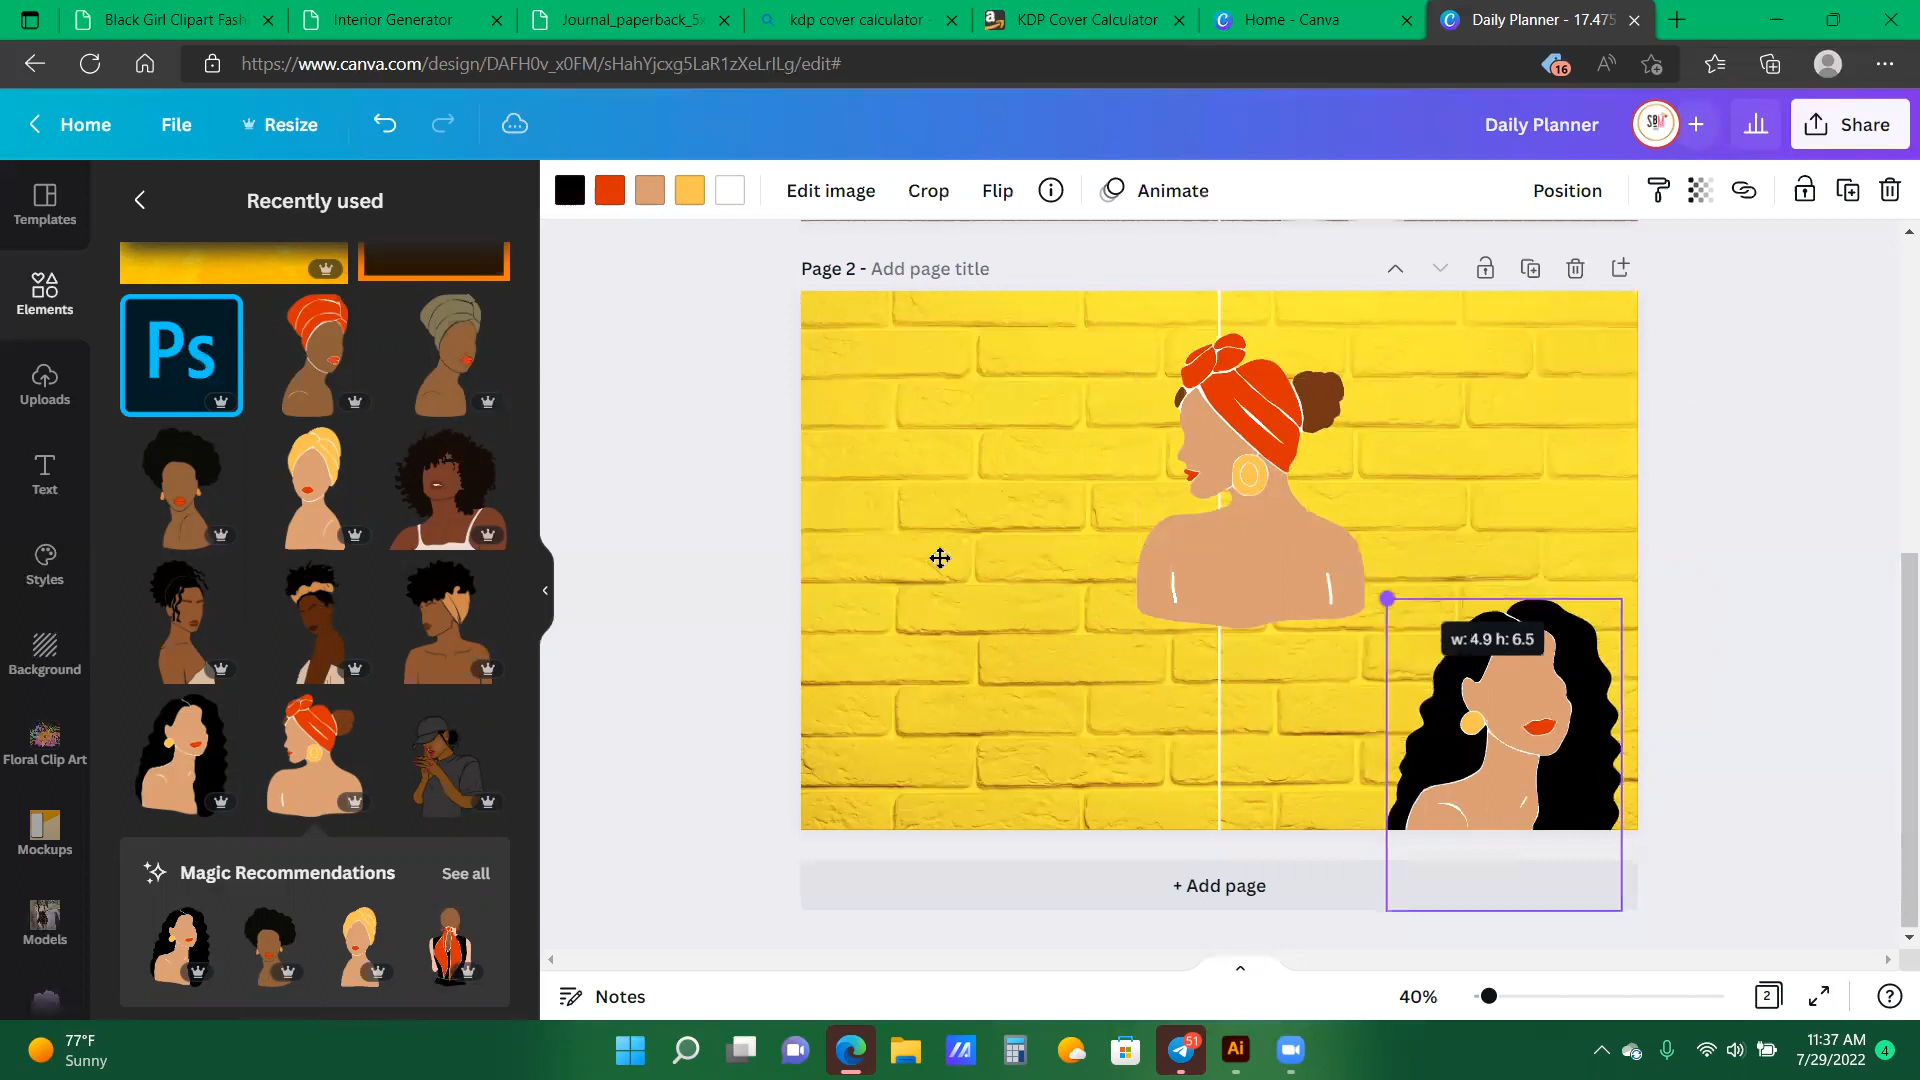 Black Girl Clipart Fash
Interior Generator
Journal_paperback_5x
kdp cover calculator -
KDP Cover Calculator
Home - Canva
Daily Planner - 17.475
https://www.canva.com/design/DAFH0v_x0FM/sHahYjcxg5LaR1zXeLrlLg/edit#
16
Home
File
Resize
Daily Planner
SBM
Share
Templates
Elements
Uploads
Text
Styles
Background
Floral Clip Art
Mockups
Models
Recently used
Ps
Magic Recommendations
See all
Edit image
Crop
Flip
Animate
Position
Page 2 - Add page title
w: 4.9 h: 6.5
+ Add page
Notes
40%
2
77°F
Sunny
51
Ai
11:37 AM
7/29/2022
4